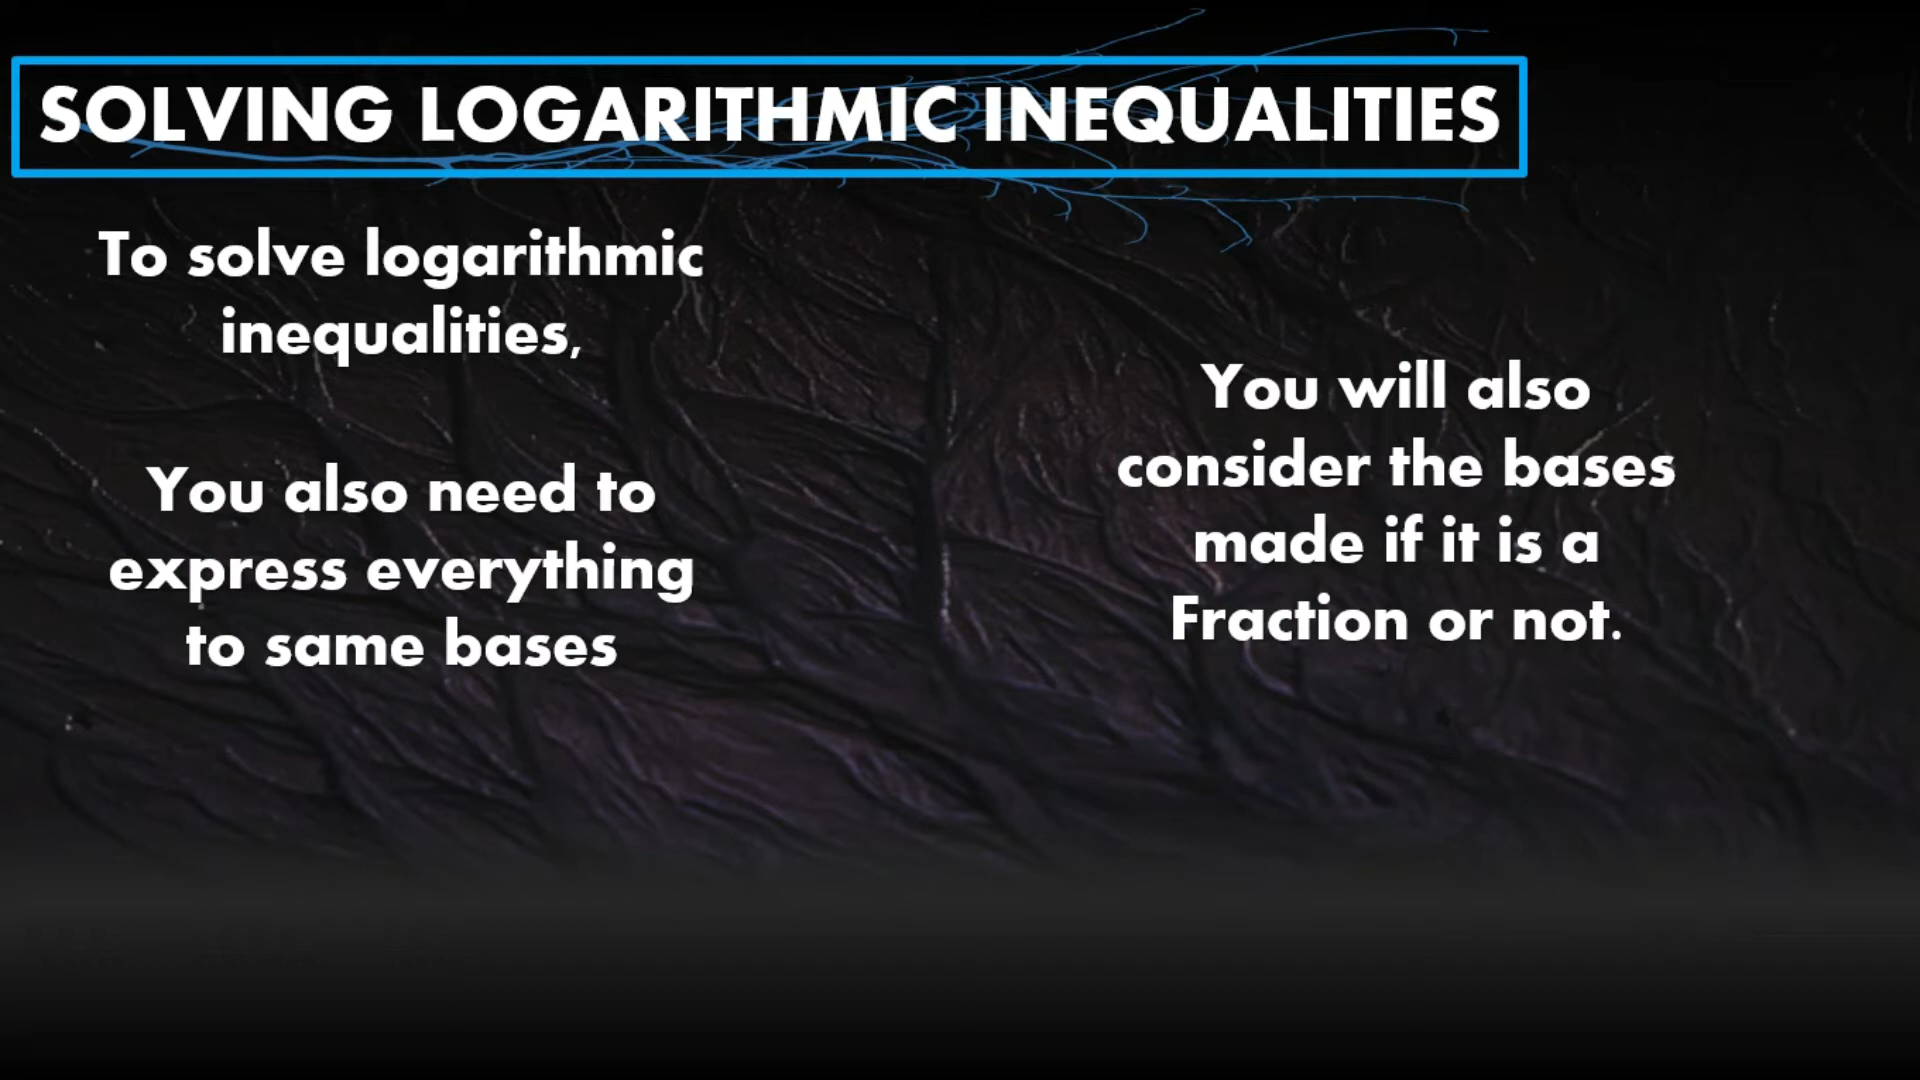 SOLVING LOGARITHMIC INEQUALITIES
To solve logarithmic
inequalities,
You also need to
express everything
to same bases
You will also
consider the bases
made if it is a
Fraction or not.